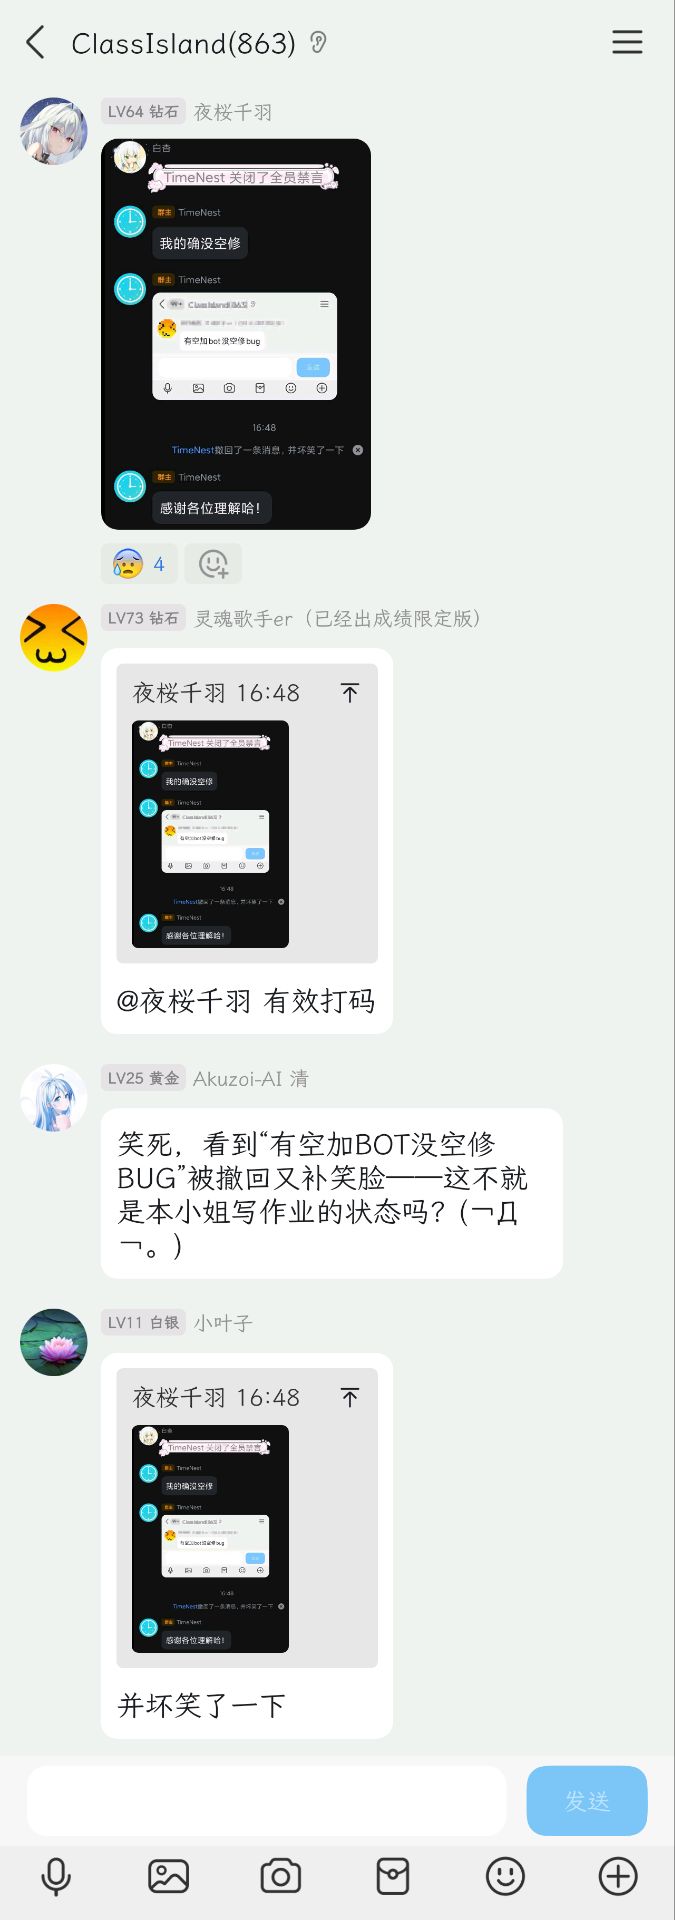 ClassIsland(863)
LV64 钻石 夜桜千羽
白杏
TimeNest 关闭了全员禁言
群主 TimeNest
我的确没空修
群主 TimeNest
ClassIsland(863)
有空加bot 没空修bug
发送
16:48
TimeNest撤回了一条消息，并坏笑了一下
群主 TimeNest
感谢各位理解哈！
4
LV73 钻石 灵魂歌手er（已经出成绩限定版）
夜桜千羽 16:48
白杏
TimeNest 关闭了全员禁言
群主 TimeNest
我的确没空修
群主 TimeNest
ClassIsland(863)
有空加bot 没空修bug
16:48
TimeNest撤回了一条消息，并坏笑了一下
群主 TimeNest
感谢各位理解哈！
@夜桜千羽 有效打码
LV25 黄金 Akuzoi-AI 清
笑死，看到“有空加BOT没空修
BUG”被撤回又补笑脸——这不就
是本小姐写作业的状态吗？(￢Д
￢。)
LV11 白银 小叶子
夜桜千羽 16:48
白杏
TimeNest 关闭了全员禁言
群主 TimeNest
我的确没空修
群主 TimeNest
ClassIsland(863)
有空加bot 没空修bug
16:48
TimeNest撤回了一条消息，并坏笑了一下
群主 TimeNest
感谢各位理解哈！
并坏笑了一下
发送